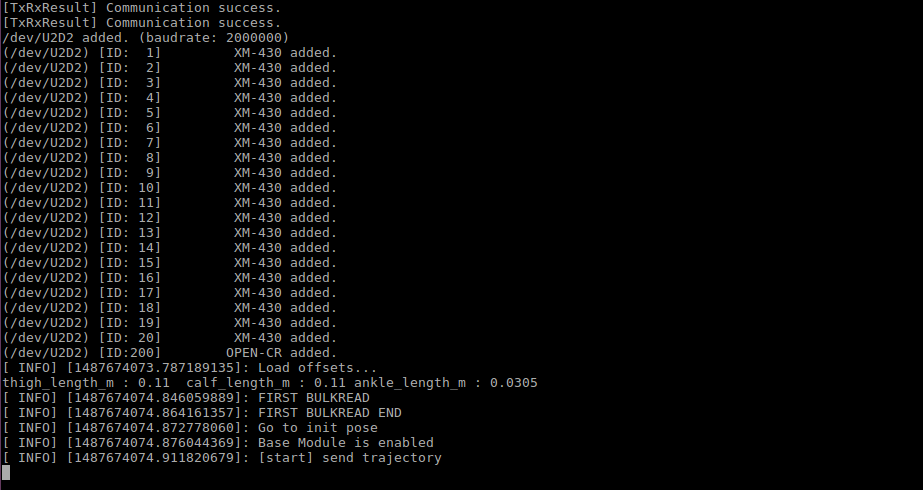 [TxRxResult] Communication success.
[TxRxResult] Communication success.
/dev/U2D2 added. (baudrate: 2000000)
(/dev/U2D2) [ID:  1]         XM-430 added.
(/dev/U2D2) [ID:  2]         XM-430 added.
(/dev/U2D2) [ID:  3]         XM-430 added.
(/dev/U2D2) [ID:  4]         XM-430 added.
(/dev/U2D2) [ID:  5]         XM-430 added.
(/dev/U2D2) [ID:  6]         XM-430 added.
(/dev/U2D2) [ID:  7]         XM-430 added.
(/dev/U2D2) [ID:  8]         XM-430 added.
(/dev/U2D2) [ID:  9]         XM-430 added.
(/dev/U2D2) [ID: 10]         XM-430 added.
(/dev/U2D2) [ID: 11]         XM-430 added.
(/dev/U2D2) [ID: 12]         XM-430 added.
(/dev/U2D2) [ID: 13]         XM-430 added.
(/dev/U2D2) [ID: 14]         XM-430 added.
(/dev/U2D2) [ID: 15]         XM-430 added.
(/dev/U2D2) [ID: 16]         XM-430 added.
(/dev/U2D2) [ID: 17]         XM-430 added.
(/dev/U2D2) [ID: 18]         XM-430 added.
(/dev/U2D2) [ID: 19]         XM-430 added.
(/dev/U2D2) [ID: 20]         XM-430 added.
(/dev/U2D2) [ID:200]        OPEN-CR added.
[ INFO] [1487674073.787189135]: Load offsets...
thigh_length_m : 0.11  calf_length_m : 0.11 ankle_length_m : 0.0305
[ INFO] [1487674074.846059889]: FIRST BULKREAD
[ INFO] [1487674074.864161357]: FIRST BULKREAD END
[ INFO] [1487674074.872778060]: Go to init pose
[ INFO] [1487674074.876044369]: Base Module is enabled
[ INFO] [1487674074.911820679]: [start] send trajectory